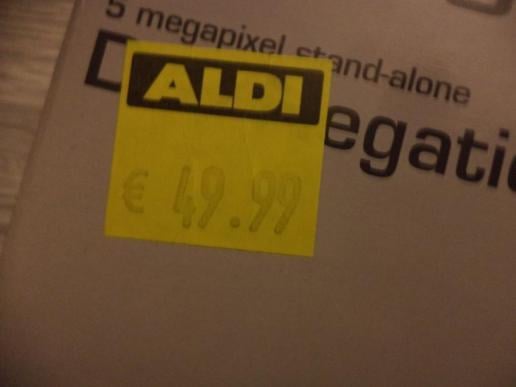 5 megapixel stand-alone
D egati
ALDI
€ 49.99